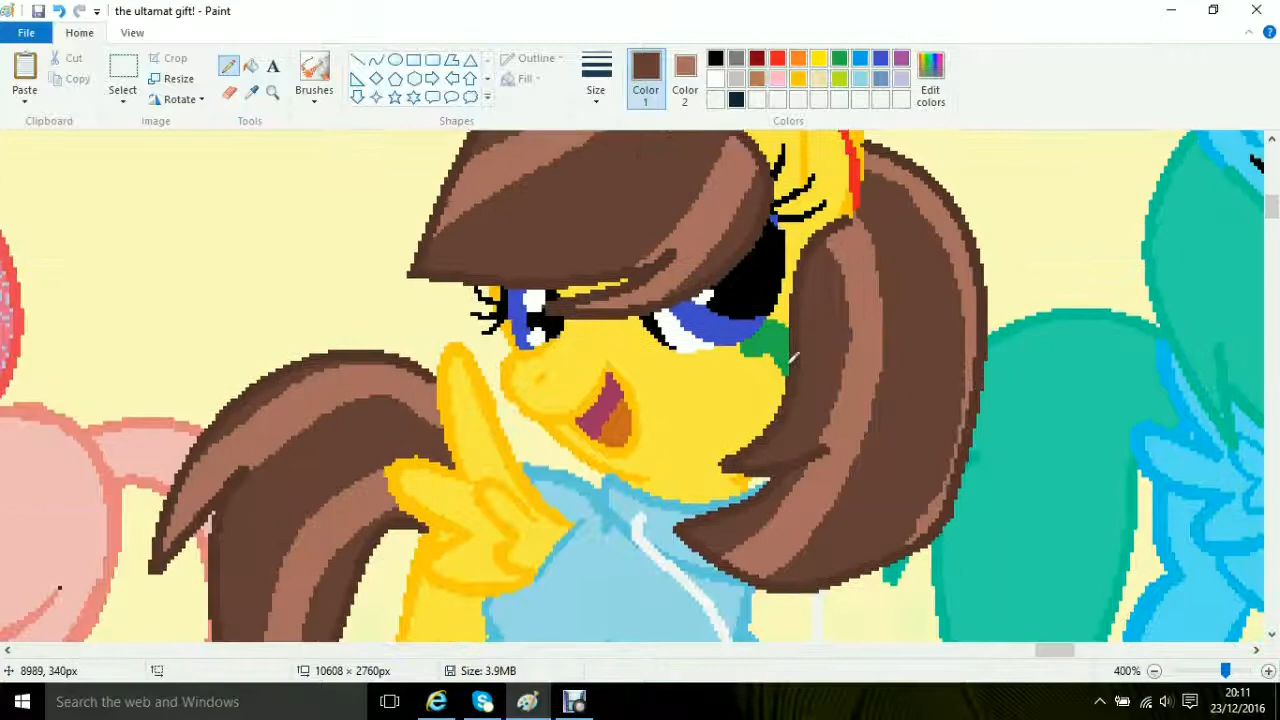 the ultamat gift! - Paint
File Home View
Paste
Cut
Copy
Clipboard
Select
Crop
Resize
Rotate
Image
A
Tools
Brushes
Outline
Fill
Shapes
Size
Color 1
Color 2
Edit colors
Colors
8989, 340px
10608 × 2760px
Size: 3.9MB
400%
Search the web and Windows
20:11
23/12/2016